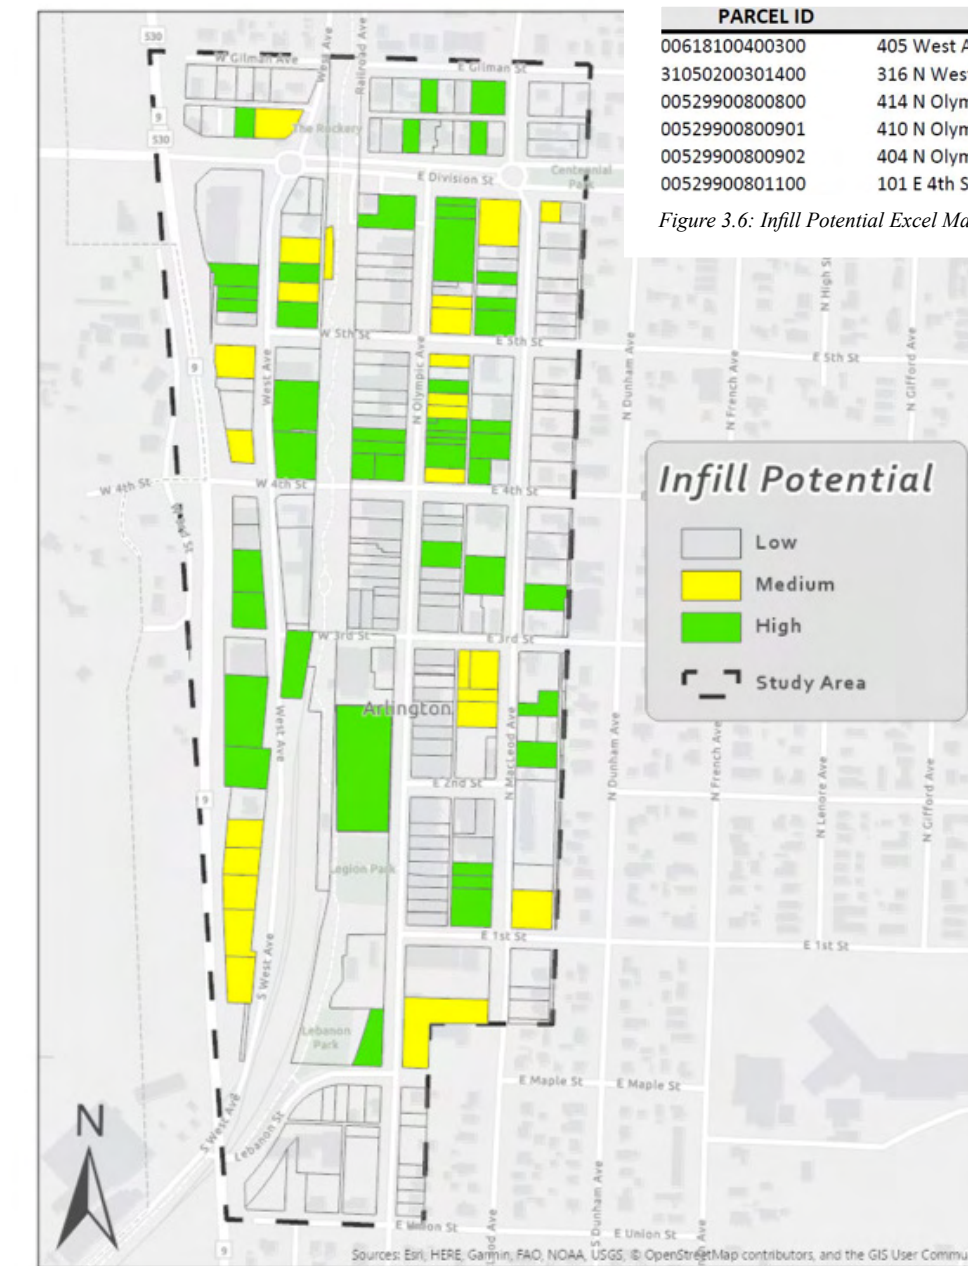 PARCEL ID
00618100400300 405 West A
31050200301400 316 N Wes
00529900800800 414 N Olym
00529900800901 410 N Olym
00529900800902 404 N Olym
00529900801100 101 E 4th S
Figure 3.6: Infill Potential Excel Ma
530
W Gilman Ave
West Ave
Railroad Ave
E Gilman St
9
530
The Rockery
E Division St
Centennial
Park
N High St
W 5th St
E 5th St
E 5th St
9
West Ave
N Olympic Ave
N Dunham Ave
N French Ave
N Gifford Ave
W 4th St
W 4th St
E 4th St
Infill Potential
Low
Medium
High
Study Area
W 3rd St
E 3rd St
Arlington
West Ave
N MacLeod Ave
N Dunham Ave
N French Ave
N Lenore Ave
N Gifford Ave
E 2nd St
9
Legion Park
E 1st St
E 1st St
S West Ave
Lebanon
Park
E Maple St
E Maple St
N
S West Ave
Lebanon St
S Dunham Ave
E Union St
E Union St
9
Sources: Esri, HERE, Garmin, FAO, NOAA, USGS, © OpenStreetMap contributors, and the GIS User Commu